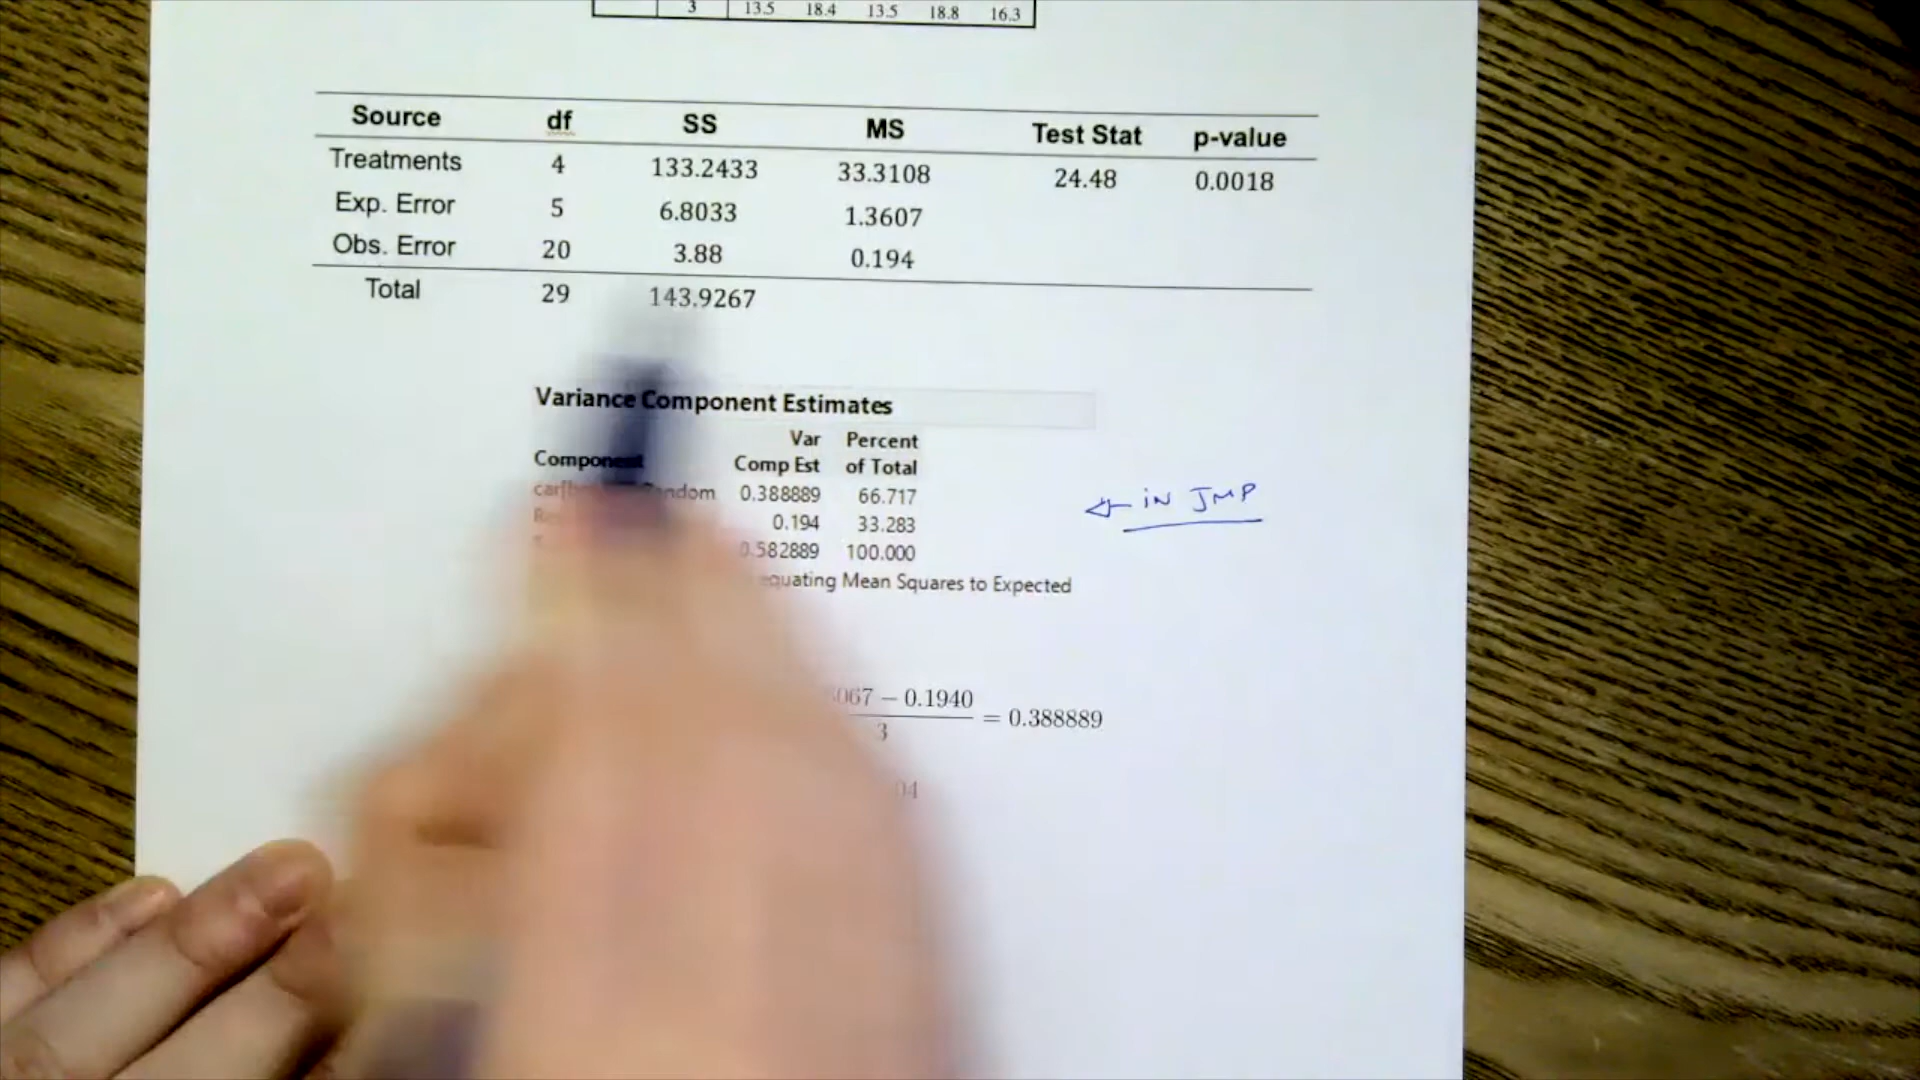 3 13.5 18.4 13.5 18.8 16.3
Source df SS MS Test Stat p-value
Treatments 4 133.2433 33.3108 24.48 0.0018
Exp. Error 5 6.8033 1.3607
Obs. Error 20 3.88 0.194
Total 29 143.9267
Variance Component Estimates
Var Percent
Component Comp Est of Total
0.388889 66.717
0.194 33.283
0.582889 100.000
equating Mean Squares to Expected
← IN JMP
067 − 0.1940
= 0.388889
3
04